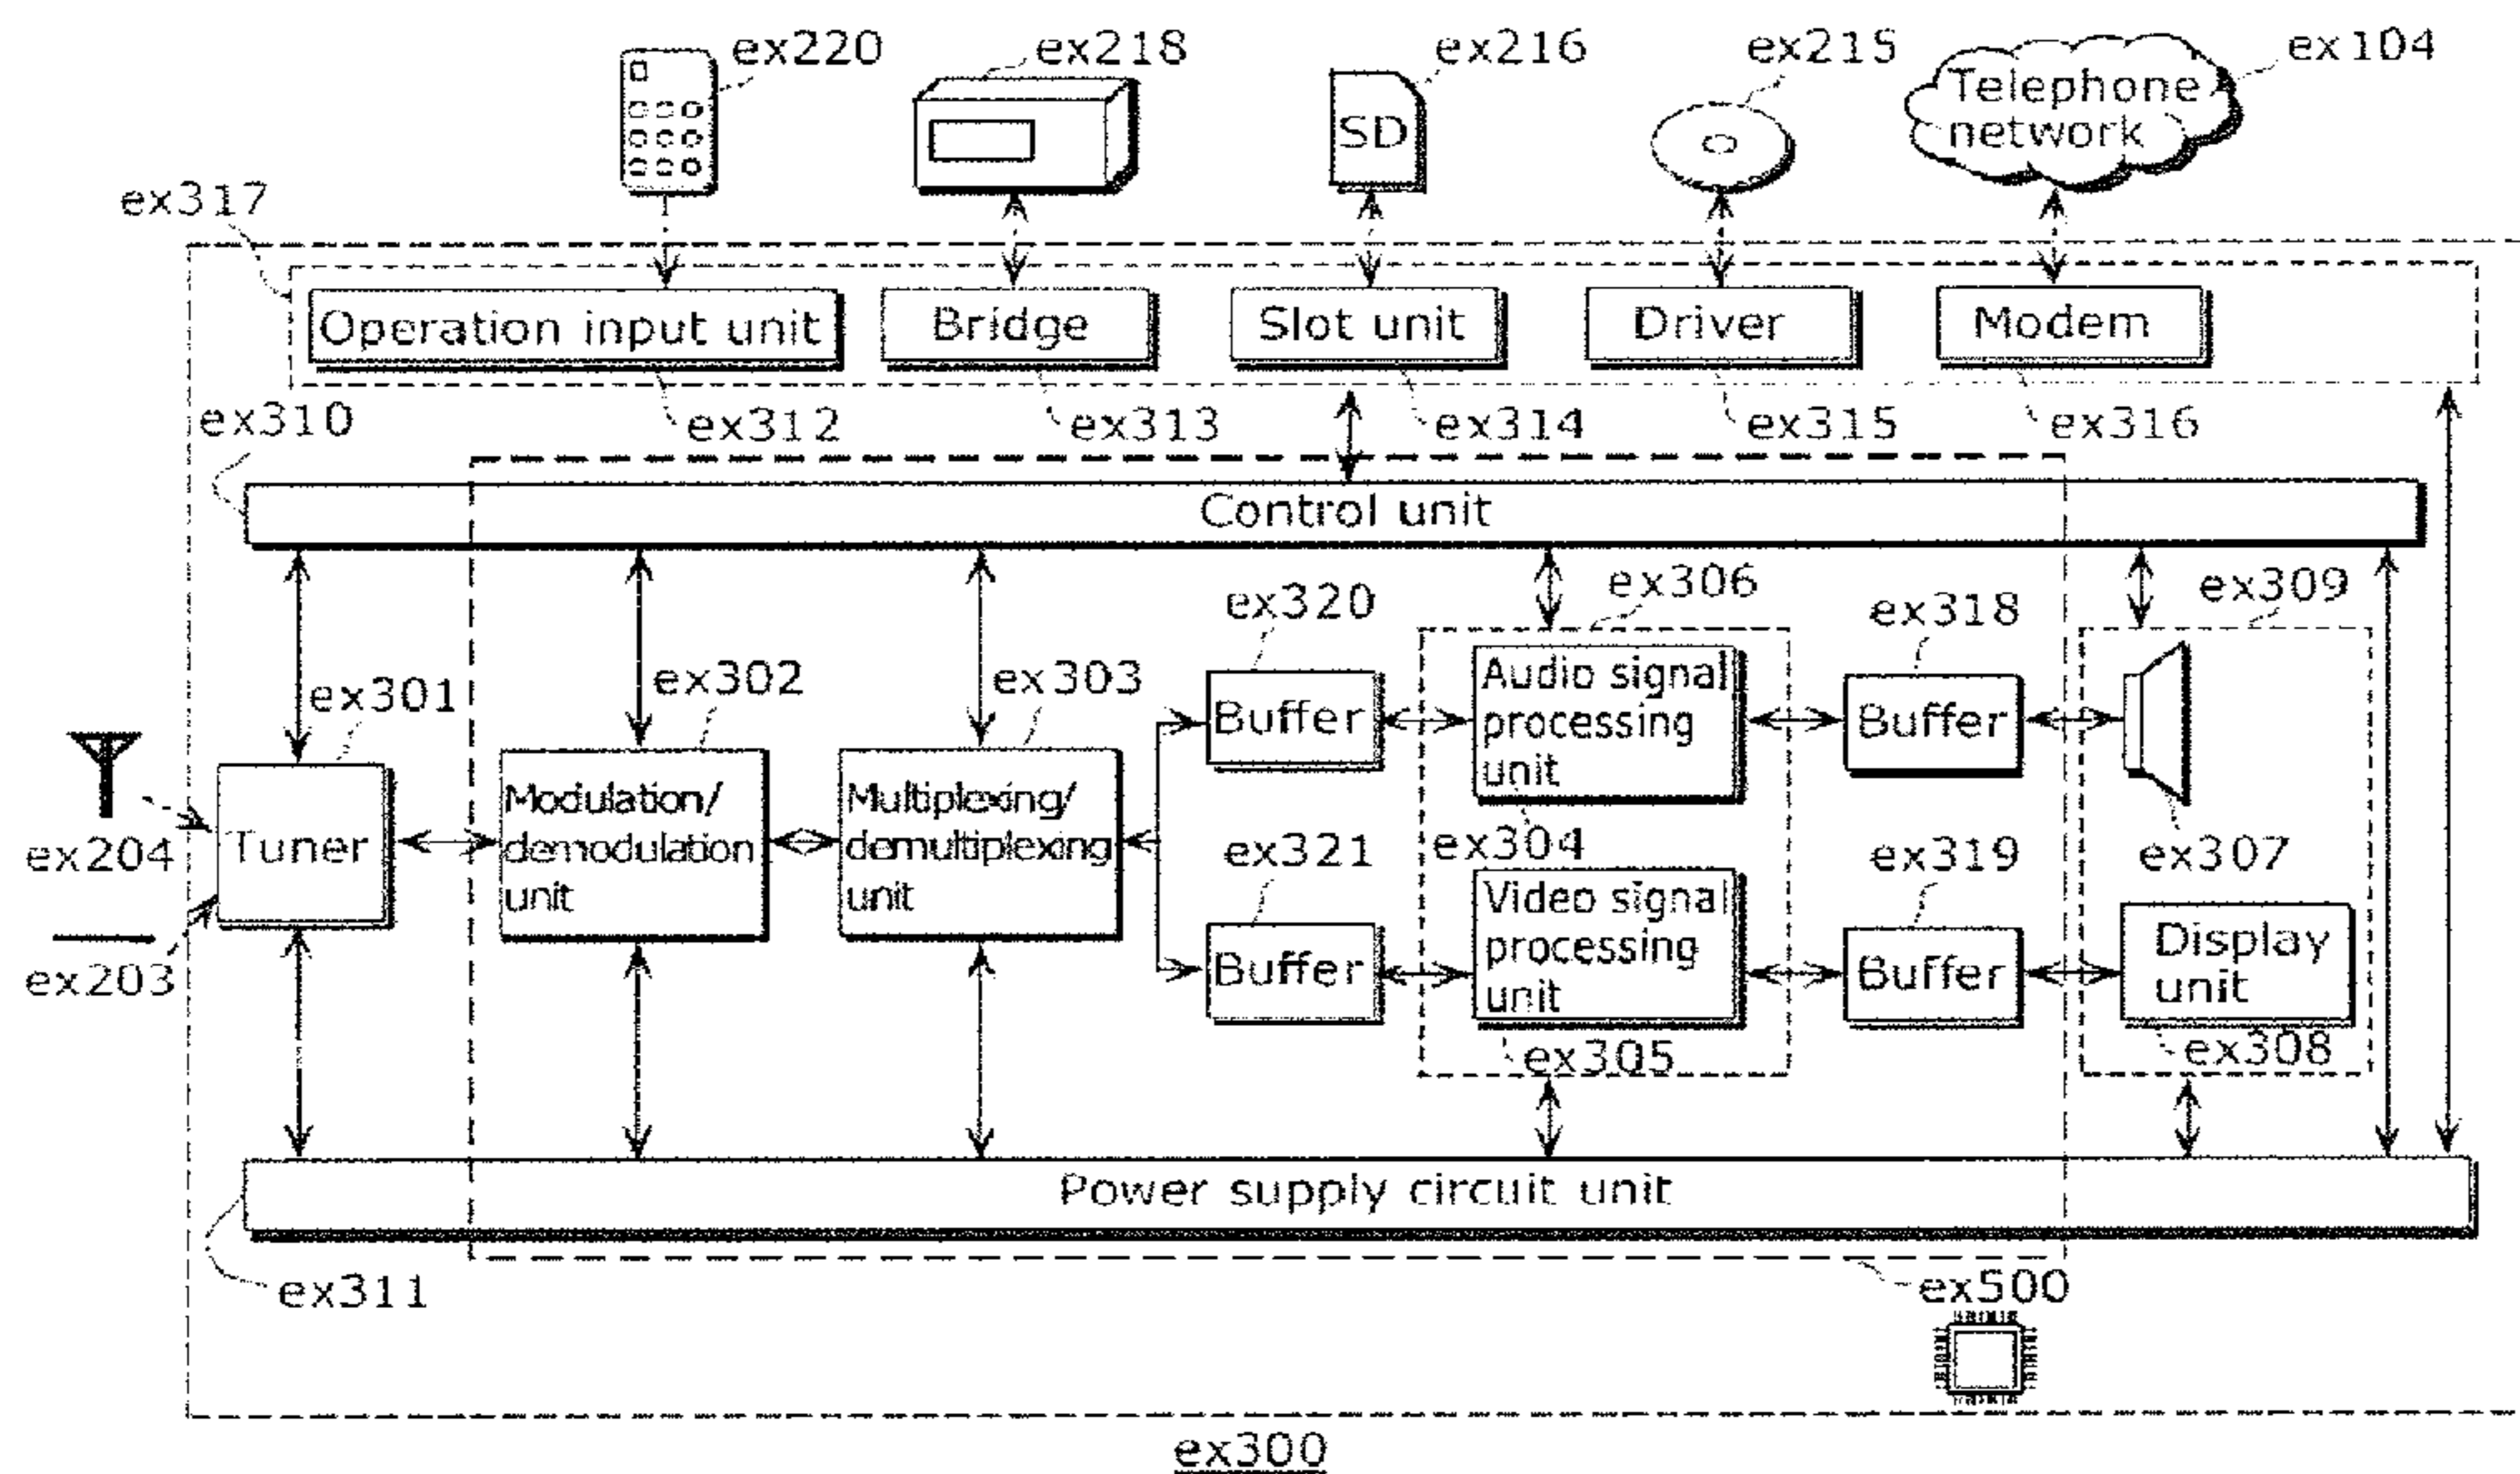 ex220
ex218
ex216
ex215
ex104
SD
Telephone
network
ex317
Operation input unit
Bridge
Slot unit
Driver
Modem
ex310
ex312
ex313
ex314
ex315
ex316
Control unit
ex320
ex306
ex318
ex309
ex301
ex302
ex303
Buffer
Audio signal
processing
unit
Buffer
Tuner
Modulation/
demodulation
unit
Multiplexing/
demultiplexing
unit
ex204
ex321
ex304
ex319
ex307
ex203
Buffer
Video signal
processing
unit
Buffer
Display
unit
ex305
ex308
Power supply circuit unit
ex311
ex500
ex300